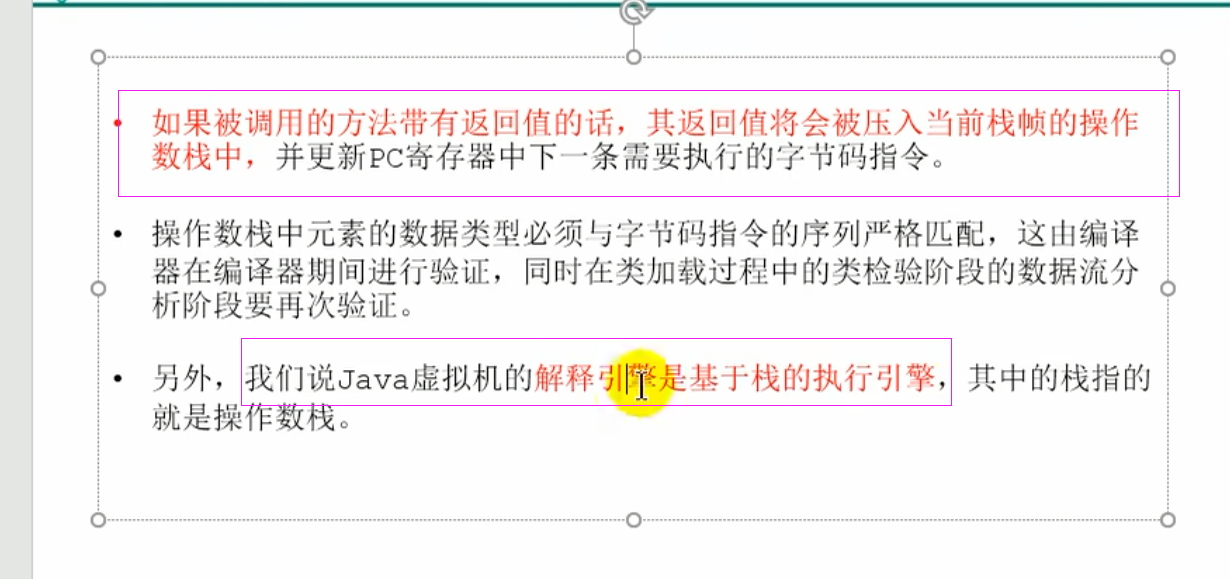 • 如果被调用的方法带有返回值的话，其返回值将会被压入当前栈帧的操作
数栈中，并更新PC寄存器中下一条需要执行的字节码指令。
• 操作数栈中元素的数据类型必须与字节码指令的序列严格匹配，这由编译
器在编译器期间进行验证，同时在类加载过程中的类检验阶段的数据流分
析阶段要再次验证。
• 另外，我们说Java虚拟机的解释引擎是基于栈的执行引擎，其中的栈指的
就是操作数栈。